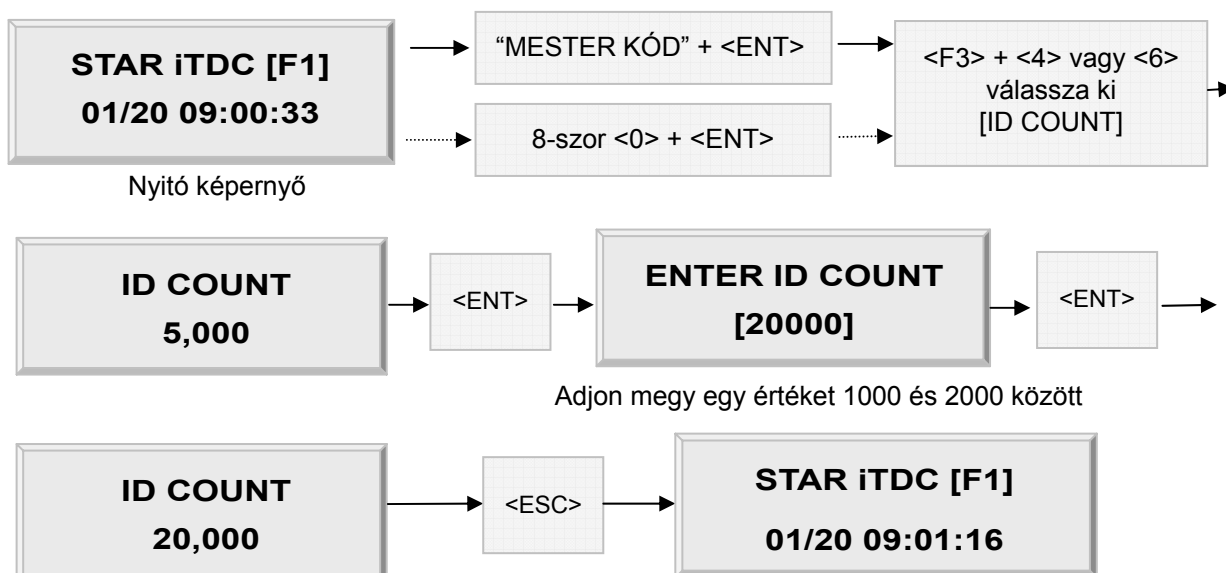 STAR iTDC [F1]
01/20 09:00:33
Nyitó képernyő
“MESTER KÓD” + <ENT>
8-szor <0> + <ENT>
<F3> + <4> vagy <6>
válassza ki
[ID COUNT]
ID COUNT
5,000
<ENT>
ENTER ID COUNT
[20000]
<ENT>
Adjon megy egy értéket 1000 és 2000 között
ID COUNT
20,000
<ESC>
STAR iTDC [F1]
01/20 09:01:16